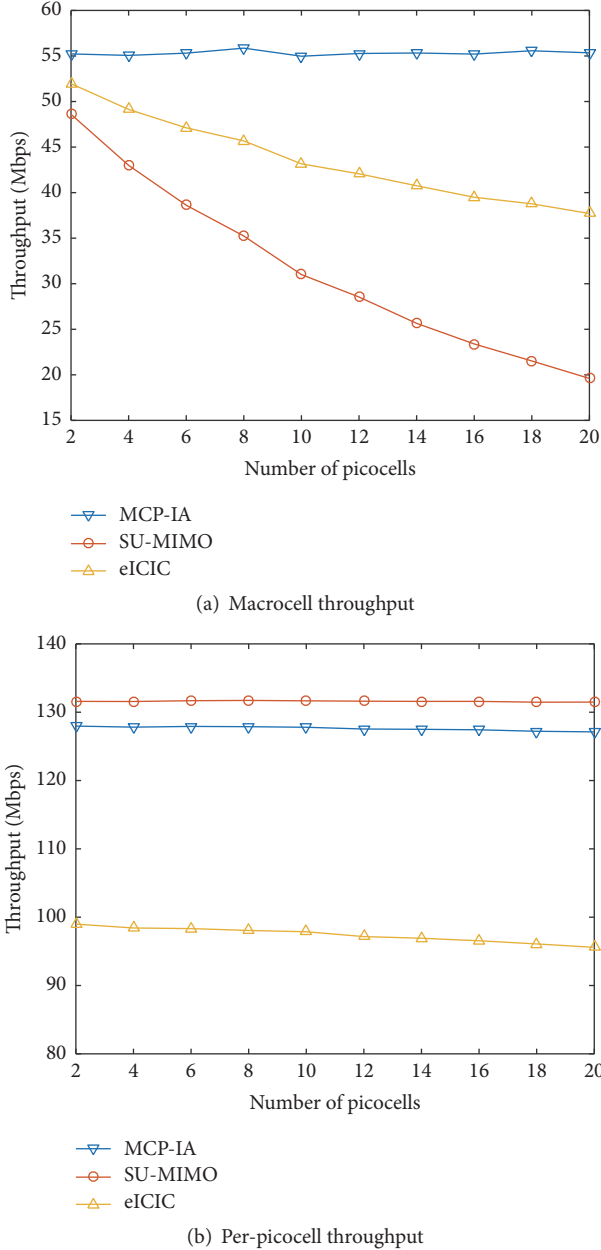 60
55
50
45
40
35
30
25
20
15
Throughput (Mbps)
2 4 6 8 10 12 14 16 18 20
Number of picocells
MCP-IA
SU-MIMO
eICIC
(a) Macrocell throughput
140
130
120
110
100
90
80
Throughput (Mbps)
2 4 6 8 10 12 14 16 18 20
Number of picocells
MCP-IA
SU-MIMO
eICIC
(b) Per-picocell throughput